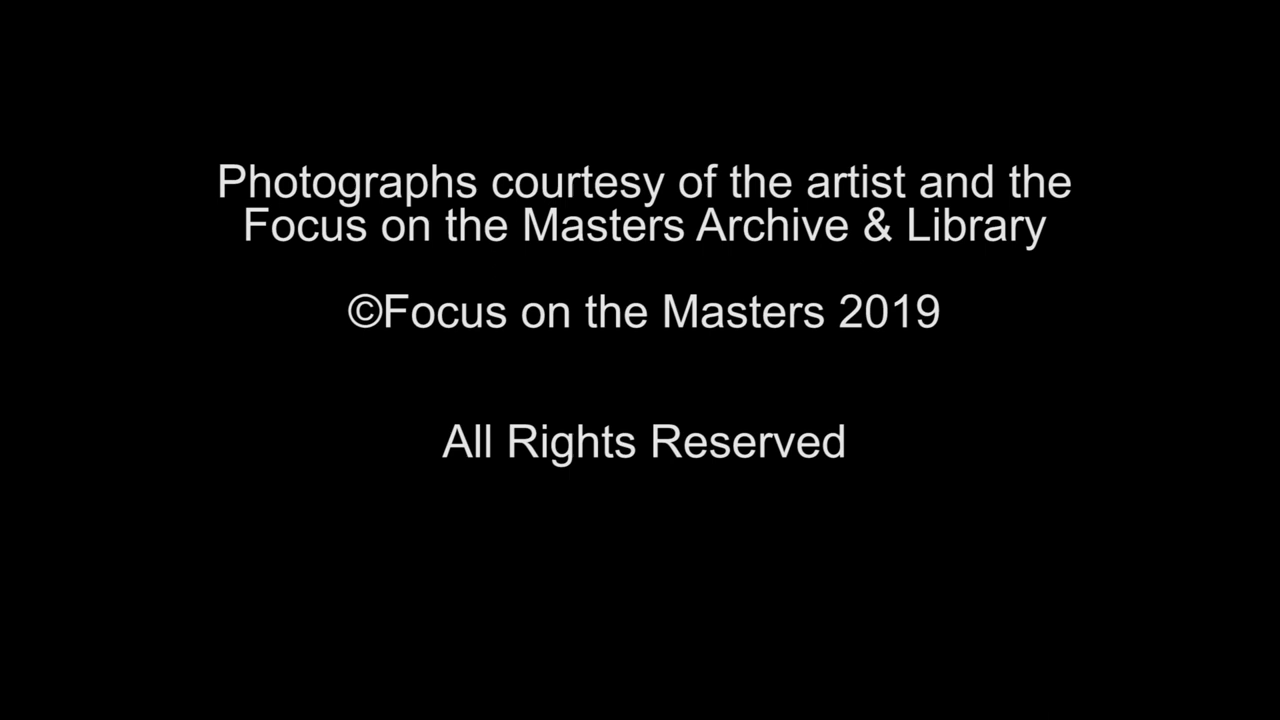 Photographs courtesy of the artist and the
Focus on the Masters Archive & Library
©Focus on the Masters 2019
All Rights Reserved